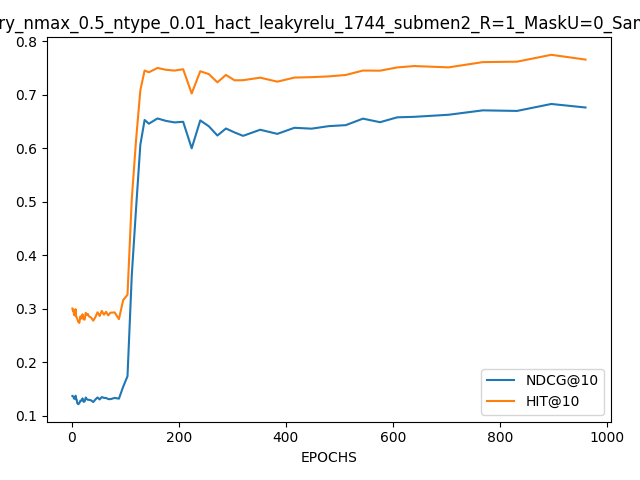 ry_nmax_0.5_ntype_0.01_hact_leakyrelu_1744_submen2_R=1_MaskU=0_San
0.8
0.7
0.6
0.5
0.4
0.3
0.2
0.1
0 200 400 600 800 1000
EPOCHS
NDCG@10
HIT@10